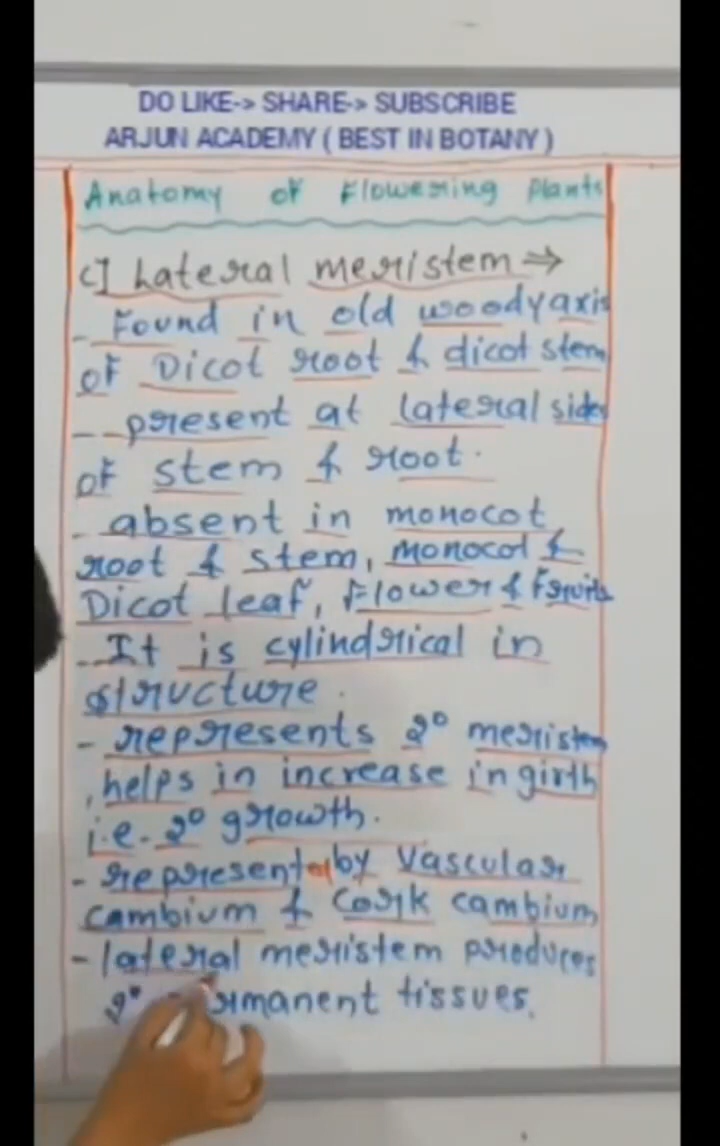 DO LIKE-> SHARE-> SUBSCRIBE
ARJUN ACADEMY ( BEST IN BOTANY )
Anatomy of Flowering Plants
C] Lateral meristem ⇒
- Found in old woody axis
of Dicot root & dicot stem
- present at lateral sides
of stem & root.
- absent in monocot
root & stem, monocot &
Dicot leaf, Flower & Fruits
- It is cylindrical in
structure.
- represents 2° meristem
, helps in increase in girth
i.e. 2° growth.
- represented by Vascular
cambium & Cork cambium
- lateral meristem produces
2° tissues.